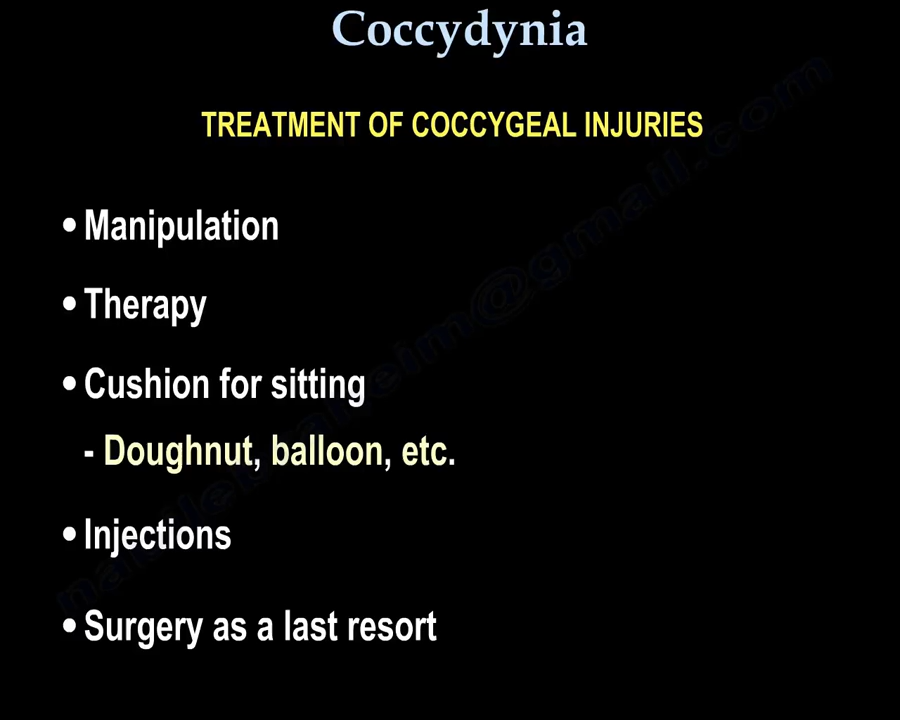 Coccydynia
TREATMENT OF COCCYGEAL INJURIES
• Manipulation
• Therapy
• Cushion for sitting
- Doughnut, balloon, etc.
• Injections
• Surgery as a last resort